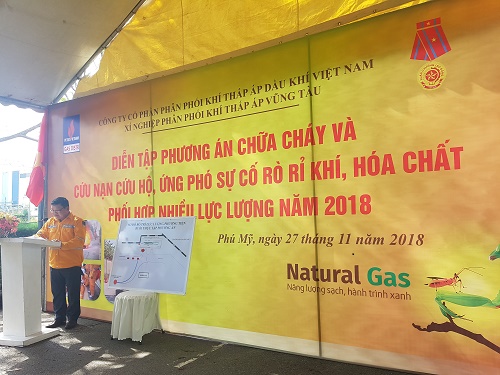 CÔNG TY CỔ PHẦN PHÂN PHỐI KHÍ THẤP ÁP DẦU KHÍ VIỆT NAM
XÍ NGHIỆP PHÂN PHỐI KHÍ THẤP ÁP VŨNG TÀU
DIỄN TẬP PHƯƠNG ÁN CHỮA CHÁY VÀ
CỨU NẠN CỨU HỘ, ỨNG PHÓ SỰ CỐ RÒ RỈ KHÍ, HÓA CHẤT
PHỐI HỢP NHIỀU LỰC LƯỢNG NĂM 2018
Phú Mỹ, ngày 27 tháng 11 năm 2018
Natural Gas
Năng lượng sạch, hành trình xanh